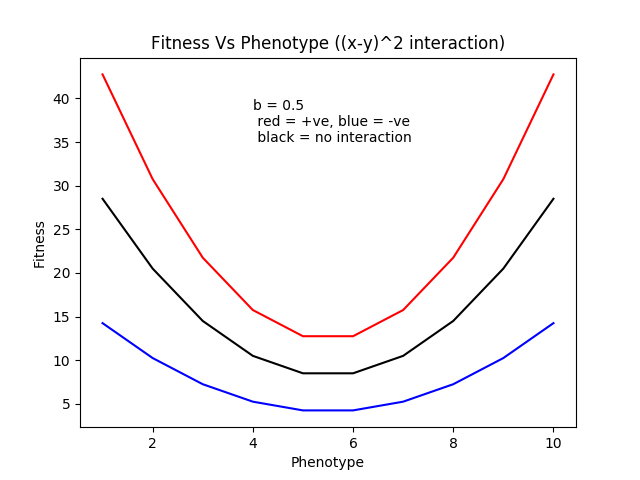 Fitness Vs Phenotype ((x-y)^2 interaction)
b = 0.5
red = +ve, blue = -ve
black = no interaction
Fitness
40
35
30
25
20
15
10
5
2
4
6
8
10
Phenotype